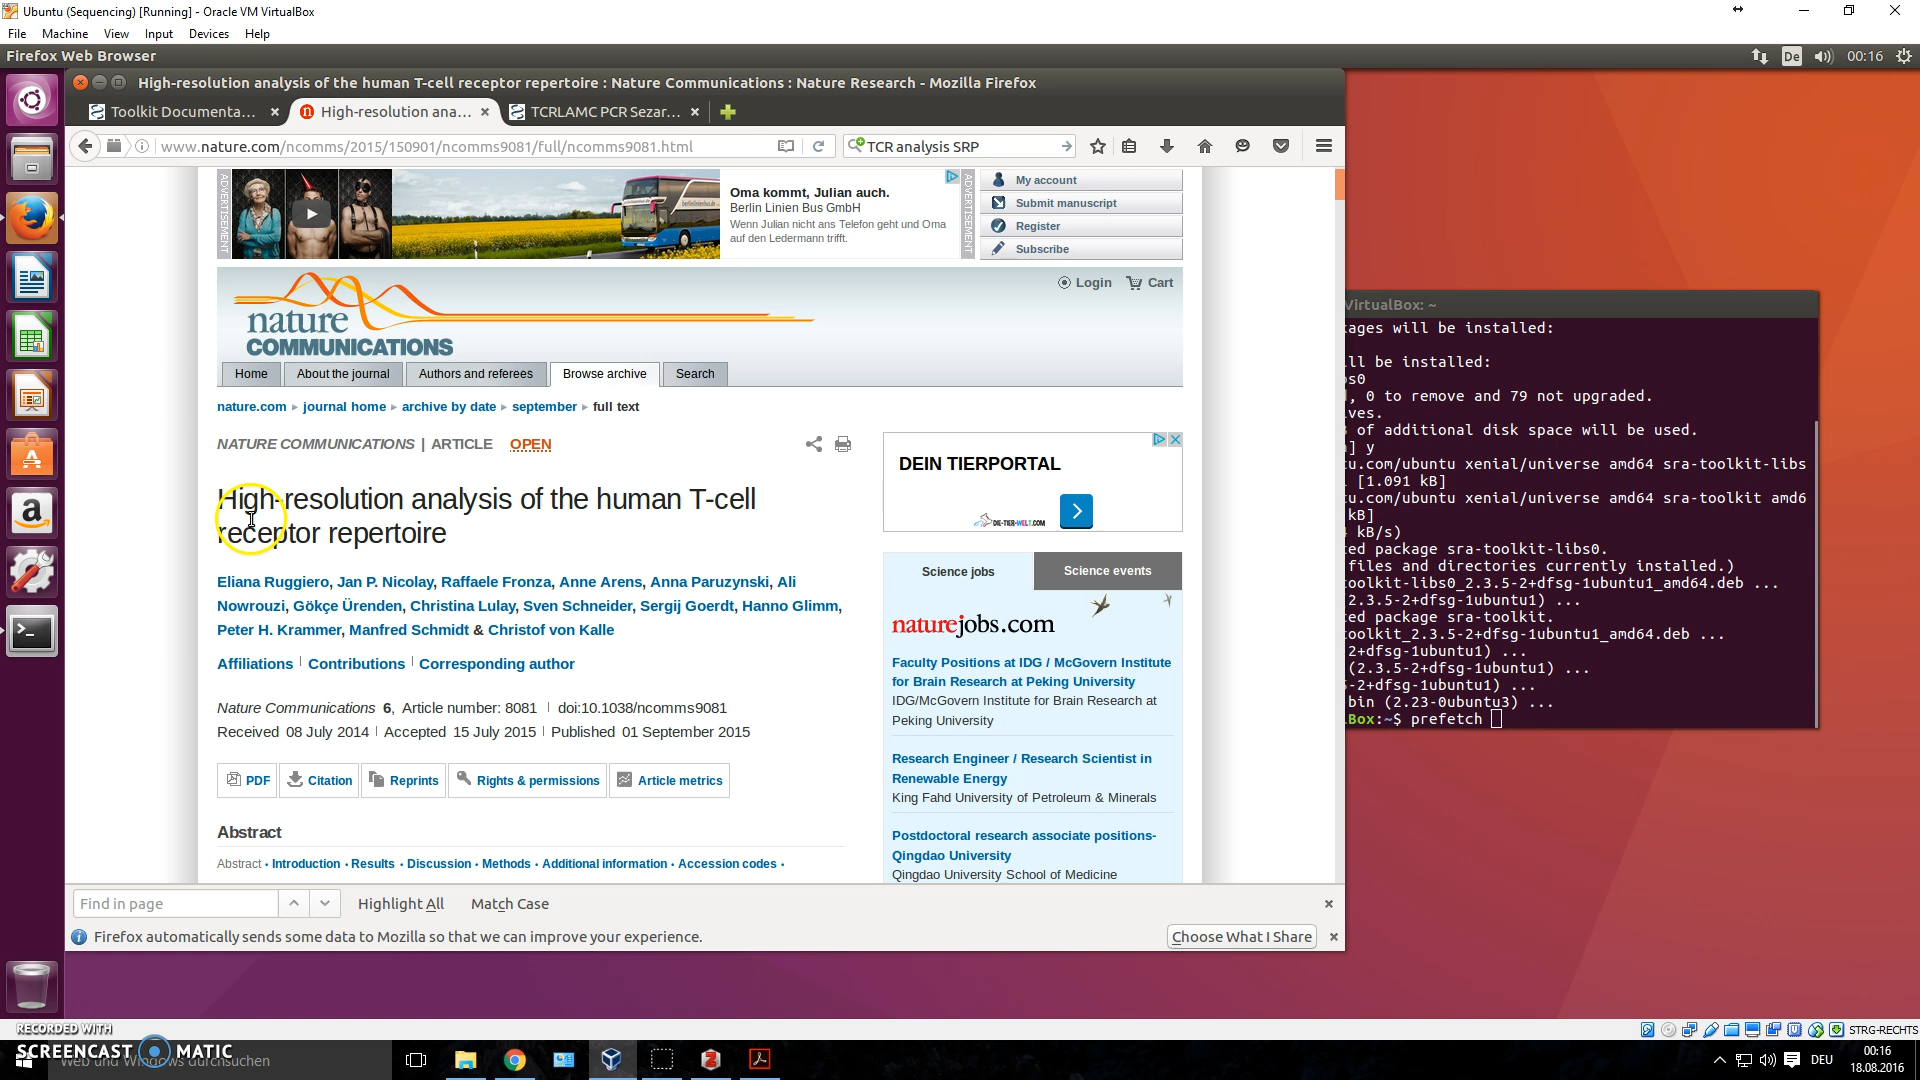 Ubuntu (Sequencing) [Running] - Oracle VM VirtualBox
File Machine View Input Devices Help
Firefox Web Browser
De 00:16
High-resolution analysis of the human T-cell receptor repertoire : Nature Communications : Nature Research - Mozilla Firefox
Toolkit Documenta... High-resolution ana... TCRLAMC PCR Sezar...
www.nature.com/ncomms/2015/150901/ncomms9081/full/ncomms9081.html
TCR analysis SRP
ADVERTISEMENT
Oma kommt, Julian auch.
Berlin Linien Bus GmbH
Wenn Julian nicht ans Telefon geht und Oma
auf den Ledermann trifft.
ADVERTISEMENT
My account
Submit manuscript
Register
Subscribe
Login Cart
nature
COMMUNICATIONS
Home About the journal Authors and referees Browse archive Search
nature.com ▸ journal home ▸ archive by date ▸ september ▸ full text
NATURE COMMUNICATIONS | ARTICLE OPEN
High-resolution analysis of the human T-cell
receptor repertoire
Eliana Ruggiero, Jan P. Nicolay, Raffaele Fronza, Anne Arens, Anna Paruzynski, Ali
Nowrouzi, Gökçe Ürenden, Christina Lulay, Sven Schneider, Sergij Goerdt, Hanno Glimm,
Peter H. Krammer, Manfred Schmidt & Christof von Kalle
Affiliations | Contributions | Corresponding author
Nature Communications 6, Article number: 8081 | doi:10.1038/ncomms9081
Received 08 July 2014 | Accepted 15 July 2015 | Published 01 September 2015
PDF Citation Reprints Rights & permissions Article metrics
Abstract
Abstract • Introduction • Results • Discussion • Methods • Additional information • Accession codes •
DEIN TIERPORTAL
DIE-TIER-WELT.COM
Science jobs Science events
naturejobs.com
Faculty Positions at IDG / McGovern Institute
for Brain Research at Peking University
IDG/McGovern Institute for Brain Research at
Peking University
Research Engineer / Research Scientist in
Renewable Energy
King Fahd University of Petroleum & Minerals
Postdoctoral research associate positions-
Qingdao University
Qingdao University School of Medicine
Find in page
Highlight All Match Case
Firefox automatically sends some data to Mozilla so that we can improve your experience.
Choose What I Share
VirtualBox: ~
ages will be installed:
ll be installed:
s0
, 0 to remove and 79 not upgraded.
ves.
of additional disk space will be used.
] y
u.com/ubuntu xenial/universe amd64 sra-toolkit-libs
[1.091 kB]
u.com/ubuntu xenial/universe amd64 sra-toolkit amd6
kB]
kB/s)
ed package sra-toolkit-libs0.
files and directories currently installed.)
oolkit-libs0_2.3.5-2+dfsg-1ubuntu1_amd64.deb ...
2.3.5-2+dfsg-1ubuntu1) ...
ed package sra-toolkit.
oolkit_2.3.5-2+dfsg-1ubuntu1_amd64.deb ...
2+dfsg-1ubuntu1) ...
(2.3.5-2+dfsg-1ubuntu1) ...
-2+dfsg-1ubuntu1) ...
bin (2.23-0ubuntu3) ...
Box:~$ prefetch
STRG-RECHTS
RECORDED WITH
SCREENCAST MATIC
Web und Windows durchsuchen
DEU
00:16
18.08.2016